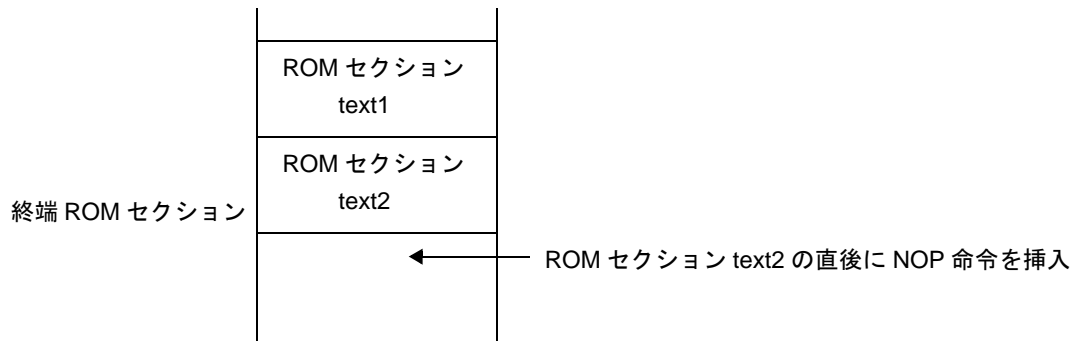 ROM セクション
text1
ROM セクション
text2
終端 ROM セクション
ROM セクション text2 の直後に NOP 命令を挿入